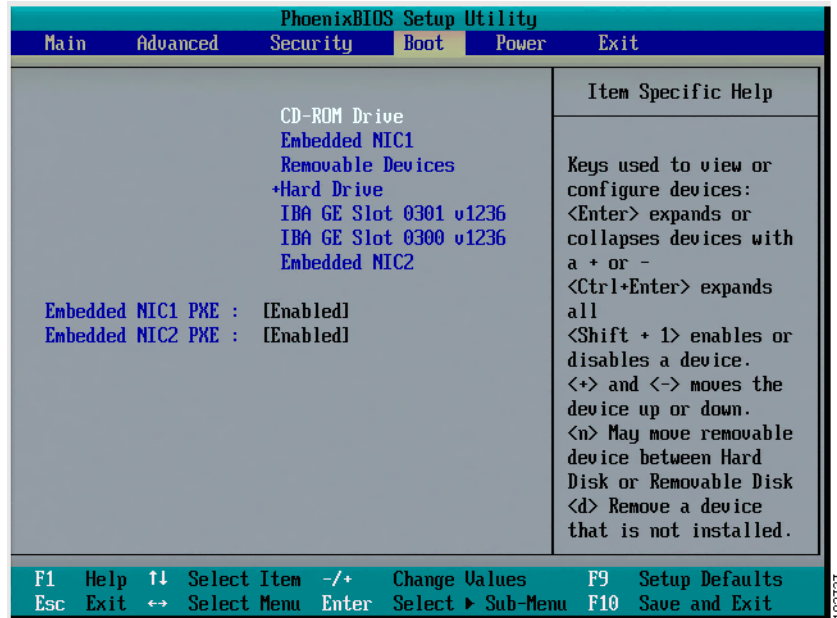 PhoenixBIOS Setup Utility
Main Advanced Security Boot Power Exit
CD-ROM Drive
Embedded NIC1
Removable Devices
+Hard Drive
IBA GE Slot 0301 v1236
IBA GE Slot 0300 v1236
Embedded NIC2
Embedded NIC1 PXE : [Enabled]
Embedded NIC2 PXE : [Enabled]
Item Specific Help
Keys used to view or
configure devices:
<Enter> expands or
collapses devices with
a + or -
<Ctrl+Enter> expands
all
<Shift + 1> enables or
disables a device.
<+> and <-> moves the
device up or down.
<n> May move removable
device between Hard
Disk or Removable Disk
<d> Remove a device
that is not installed.
F1 Help ↑↓ Select Item -/+ Change Values F9 Setup Defaults
Esc Exit ↔ Select Menu Enter Select ▶ Sub-Menu F10 Save and Exit